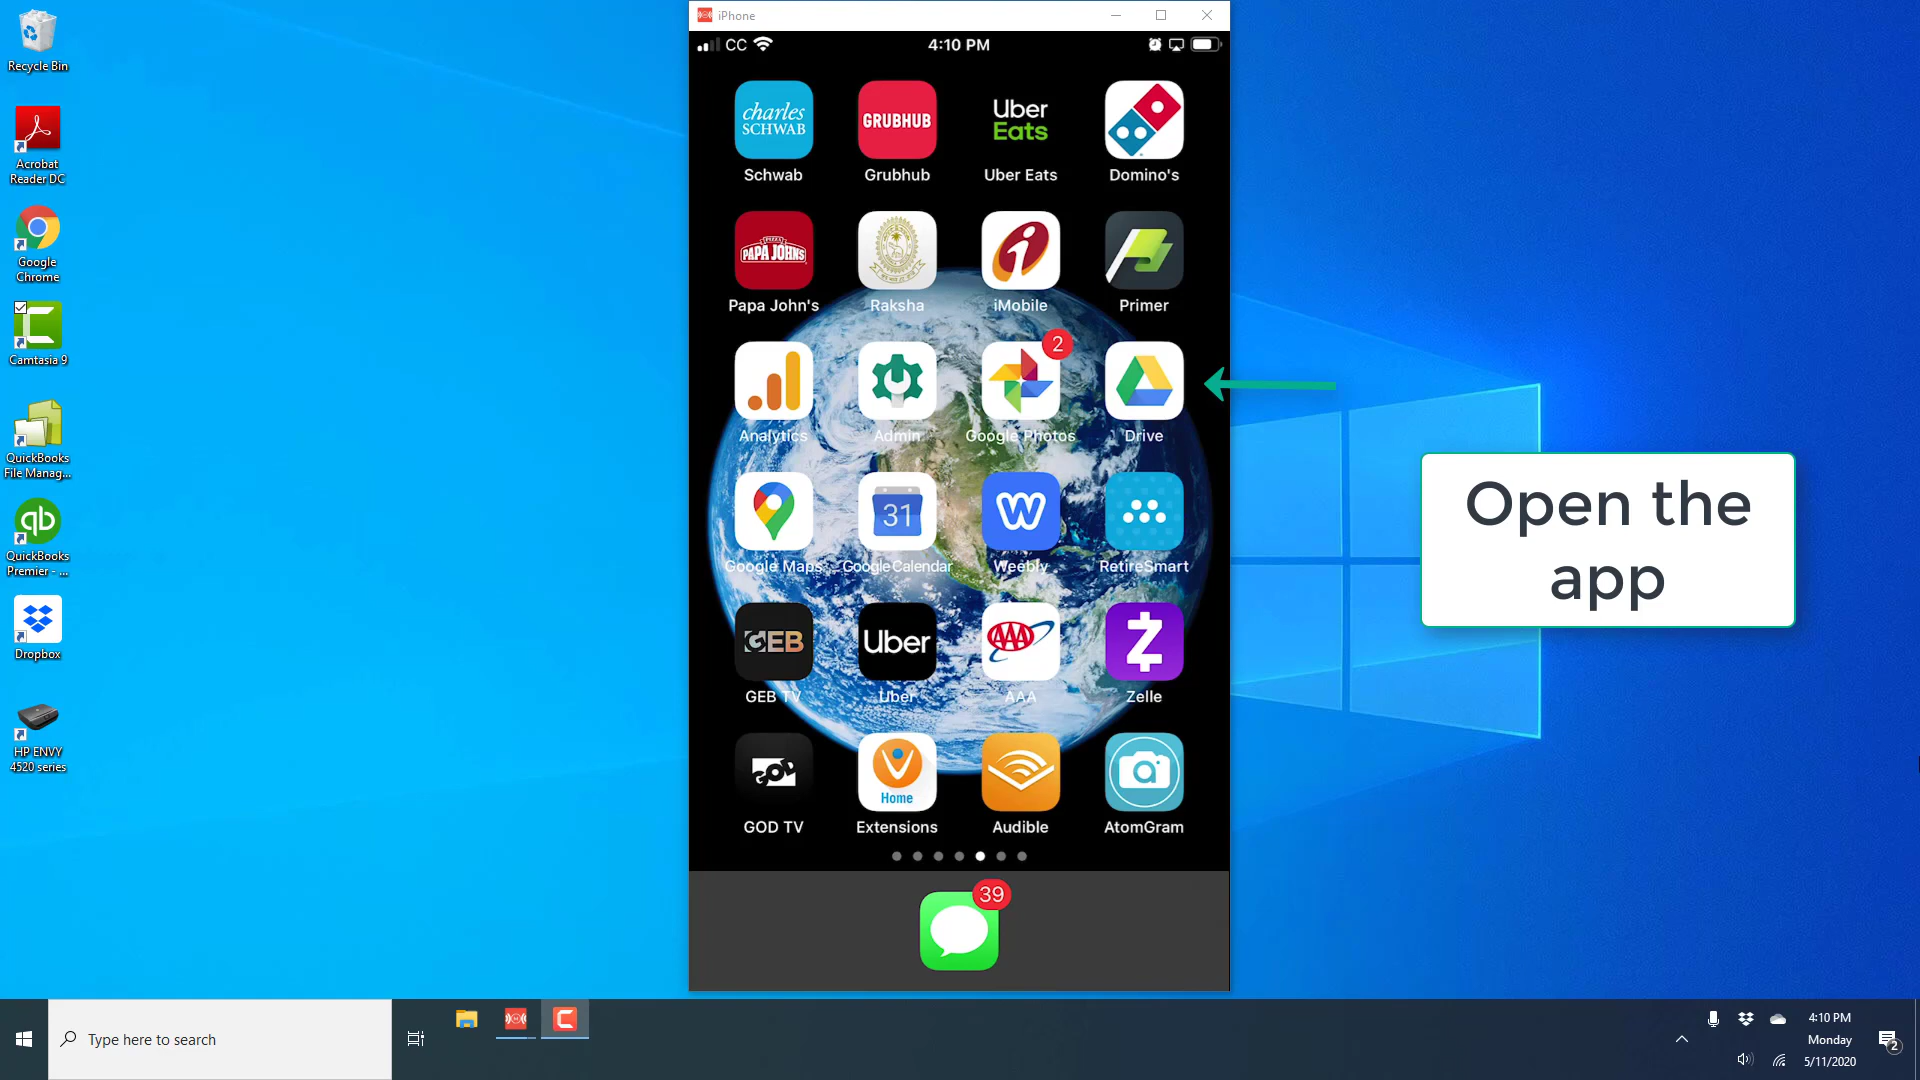 Recycle Bin
Acrobat
Reader DC
Google
Chrome
Camtasia 9
QuickBooks
File Manag...
qb
QuickBooks
Premier - ...
Dropbox
HP ENVY
4520 series
iPhone
CC
4:10 PM
charles
SCHWAB
GRUBHUB
Uber
Eats
Schwab
Grubhub
Uber Eats
Domino's
PIZZA
PAPA JOHNS
Papa John's
Raksha
iMobile
Primer
2
Analytics
Admin
Google Photos
Drive
31
Google Maps
Google Calendar
Weebly
RetireSmart
GEB
Uber
AAA
GEB TV
Uber
AAA
Zelle
GOD
Home
GOD TV
Extensions
Audible
AtomGram
39
Open the
app
Type here to search
4:10 PM
Monday
5/11/2020
2